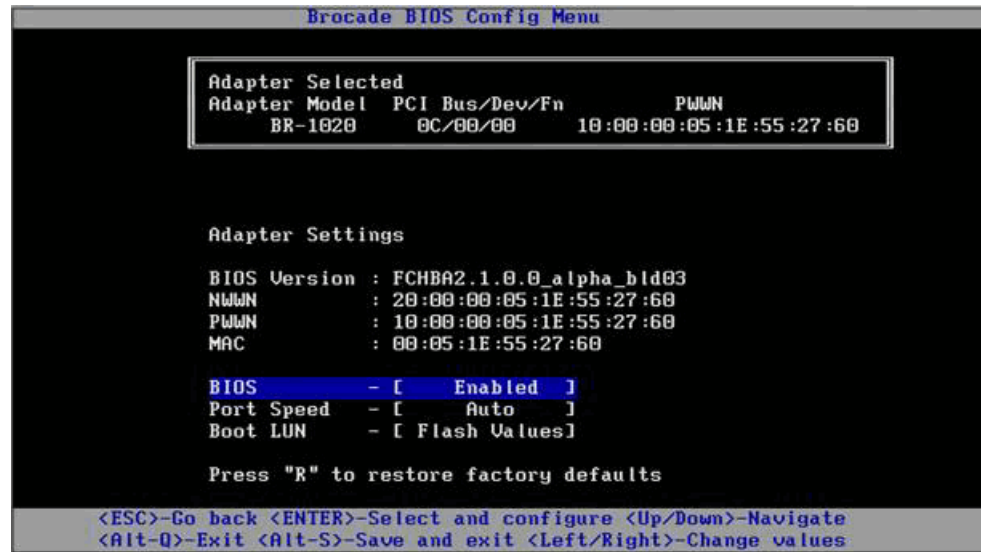 Brocade BIOS Config Menu
Adapter Selected
Adapter Model PCI Bus/Dev/Fn PWWN
BR-1020 0C/00/00 10:00:00:05:1E:55:27:60
Adapter Settings
BIOS Version : FCHBA2.1.0.0_alpha_bld03
NWWN : 20:00:00:05:1E:55:27:60
PWWN : 10:00:00:05:1E:55:27:60
MAC : 00:05:1E:55:27:60
BIOS - [ Enabled ]
Port Speed - [ Auto ]
Boot LUN - [ Flash Values]
Press "R" to restore factory defaults
<ESC>-Go back <ENTER>-Select and configure <Up/Down>-Navigate
<Alt-Q>-Exit <Alt-S>-Save and exit <Left/Right>-Change values